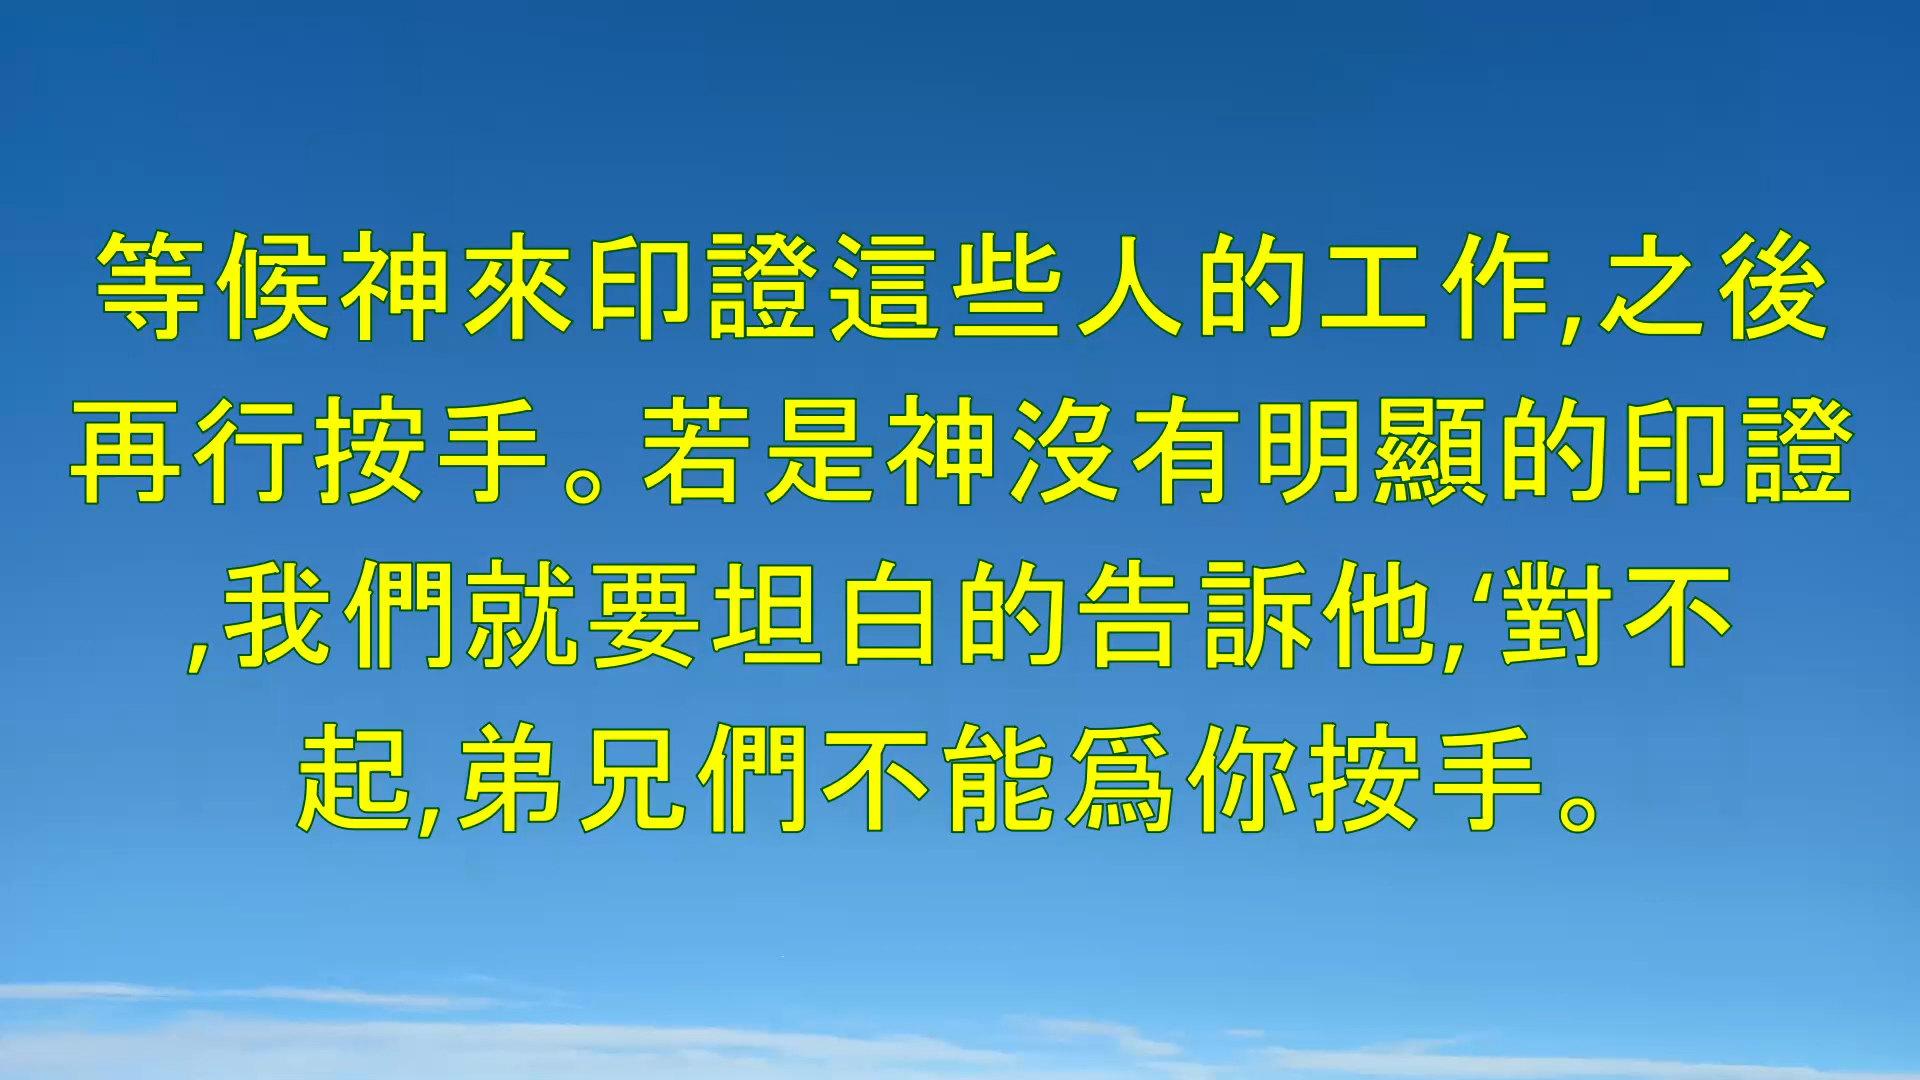 等候神來印證這些人的工作,之後
再行按手。若是神沒有明顯的印證
,我們就要坦白的告訴他,‘對不
起,弟兄們不能爲你按手。